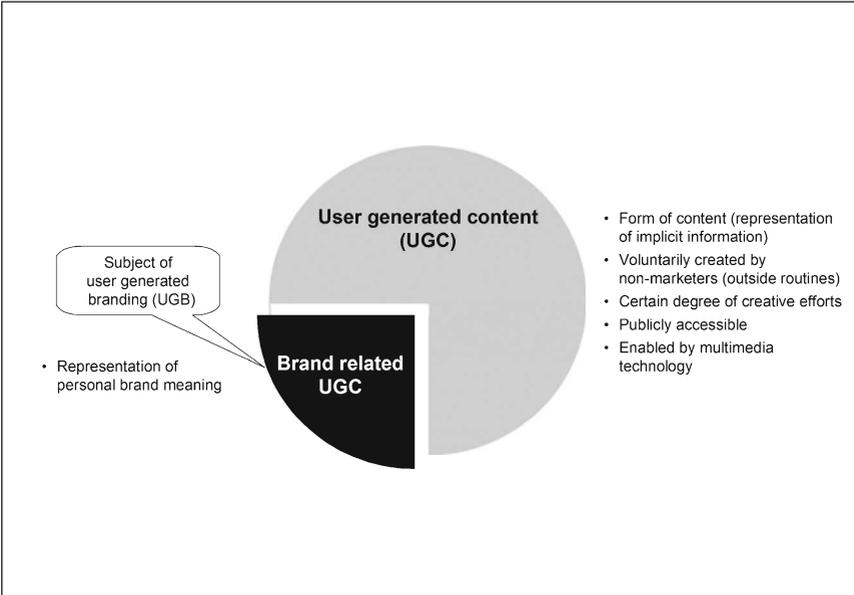 User generated content
(UGC)
Subject of
user generated
branding (UGB)
Brand related
UGC
• Representation of
personal brand meaning
• Form of content (representation
of implicit information)
• Voluntarily created by
non-marketers (outside routines)
• Certain degree of creative efforts
• Publicly accessible
• Enabled by multimedia
technology